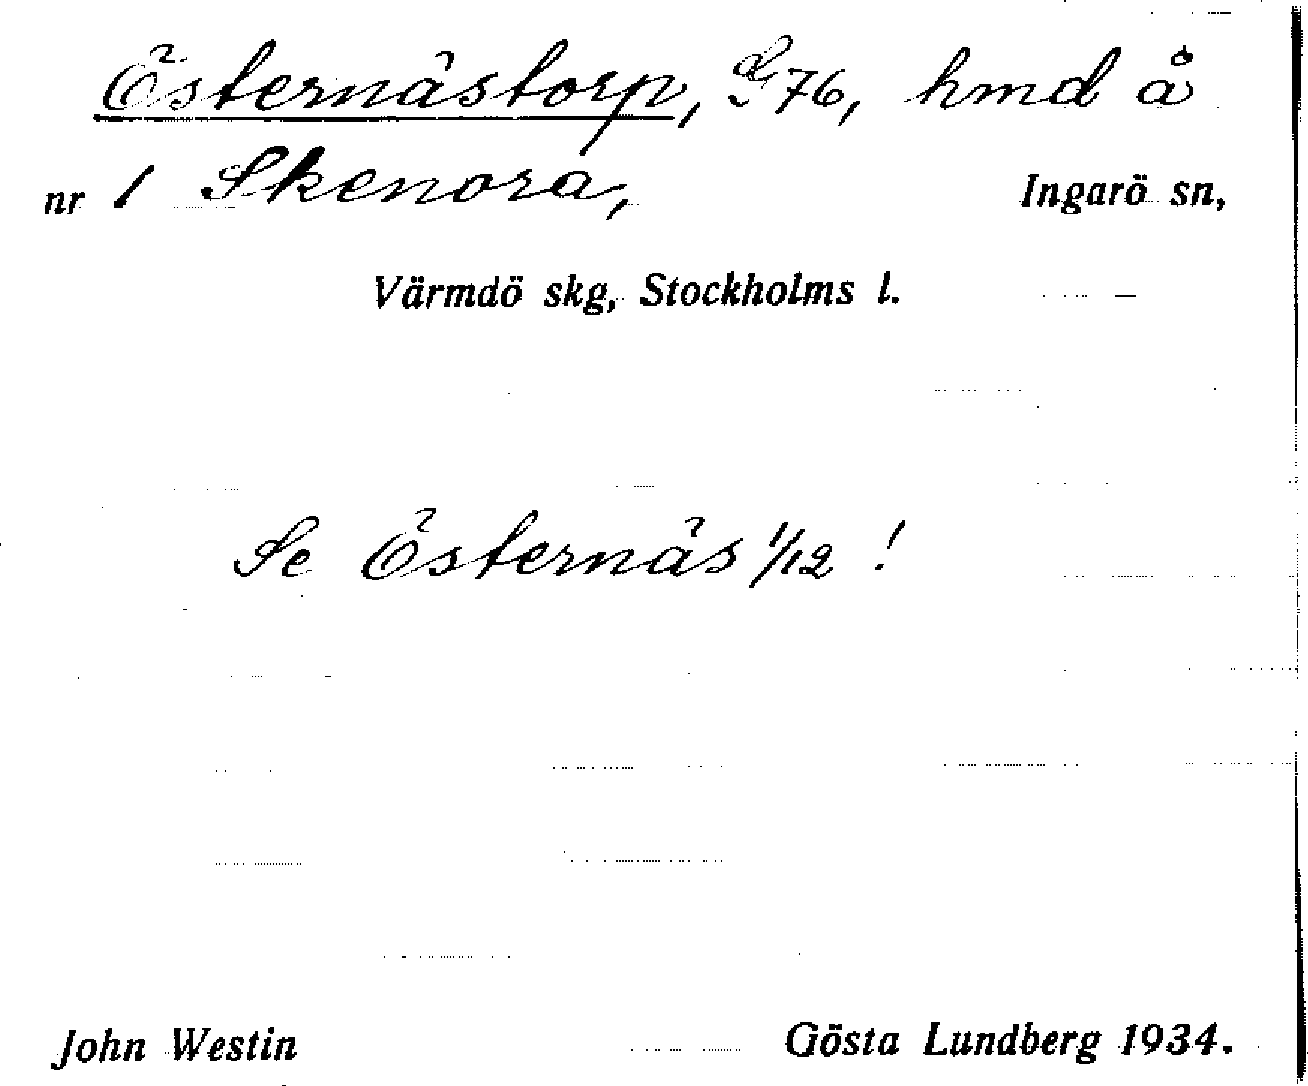 Östernästorp, G76, hmd å
nr 1 Skenora, Ingarö sn,
Värmdö skg, Stockholms l.
Se Östernäs 1/12 !
John Westin Gösta Lundberg 1934.